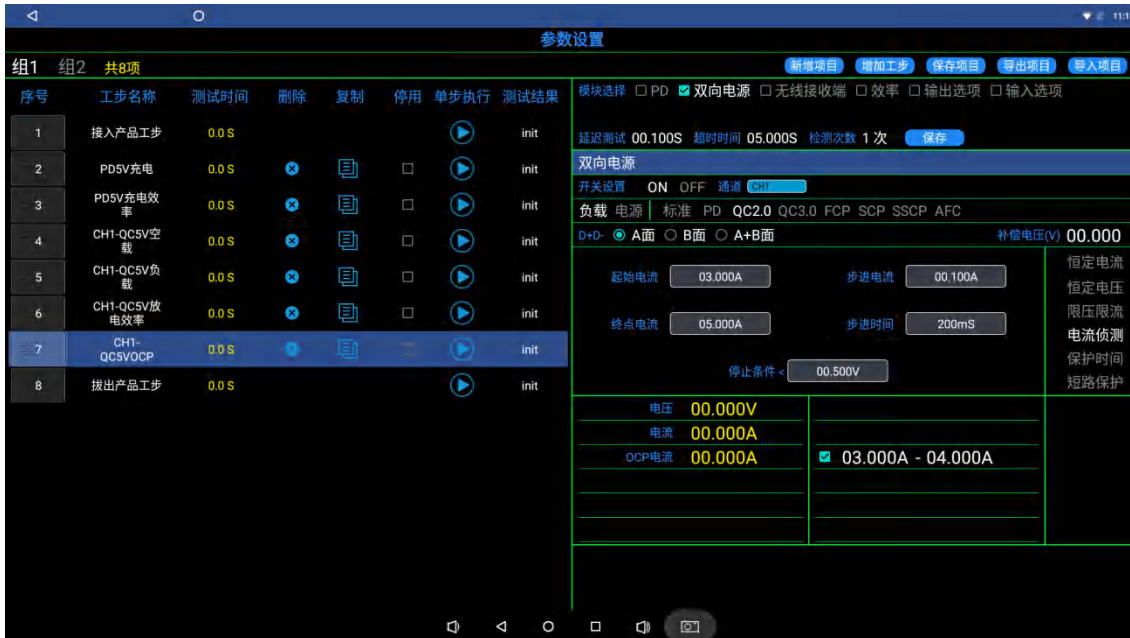 11:1
参数设置
组1 组2 共8项 新增项目 增加工步 保存项目 导出项目 导入项目
序号 工步名称 测试时间 删除 复制 停用 单步执行 测试结果
1 接入产品工步 0.0 S init
2 PD5V充电 0.0 S init
3 PD5V充电效率 0.0 S init
4 CH1-QC5V空载 0.0 S init
5 CH1-QC5V负载 0.0 S init
6 CH1-QC5V放电效率 0.0 S init
7 CH1-QC5VOCP 0.0 S init
8 拔出产品工步 0.0 S init
模块选择 PD 双向电源 无线接收端 效率 输出选项 输入选项
延迟测试 00.100S 超时时间 05.000S 检测次数 1 次 保存
双向电源
开关设置 ON OFF 通道 CH1
负载 电源 标准 PD QC2.0 QC3.0 FCP SCP SSCP AFC
D+D- A面 B面 A+B面 补偿电压(V) 00.000
起始电流 03.000A 步进电流 00.100A
终点电流 05.000A 步进时间 200mS
停止条件 < 00.500V
恒定电流
恒定电压
限压限流
电流侦测
保护时间
短路保护
电压 00.000V
电流 00.000A
OCP电流 00.000A 03.000A - 04.000A